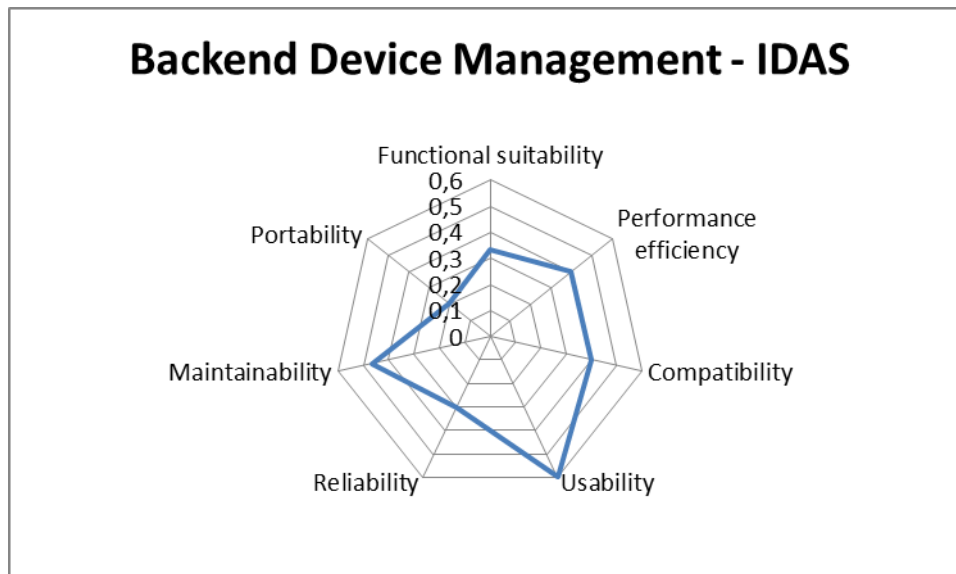 Backend Device Management - IDAS
Functional suitability
0,6
0,5
0,4
0,3
0,2
0,1
0
Performance
efficiency
Portability
Maintainability
Compatibility
Reliability
Usability